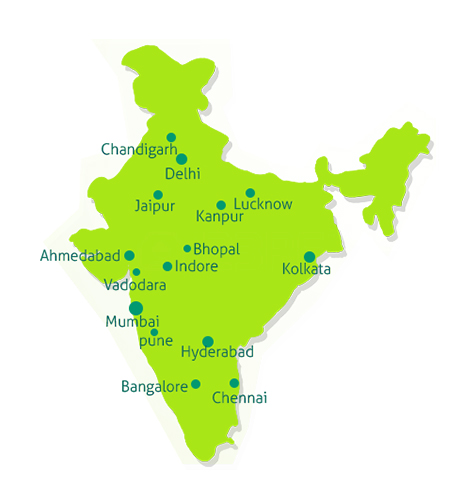 Chandigarh
Delhi
Jaipur
Lucknow
Kanpur
Ahmedabad
Bhopal
Indore
Kolkata
Vadodara
Mumbai
pune
Hyderabad
Bangalore
Chennai